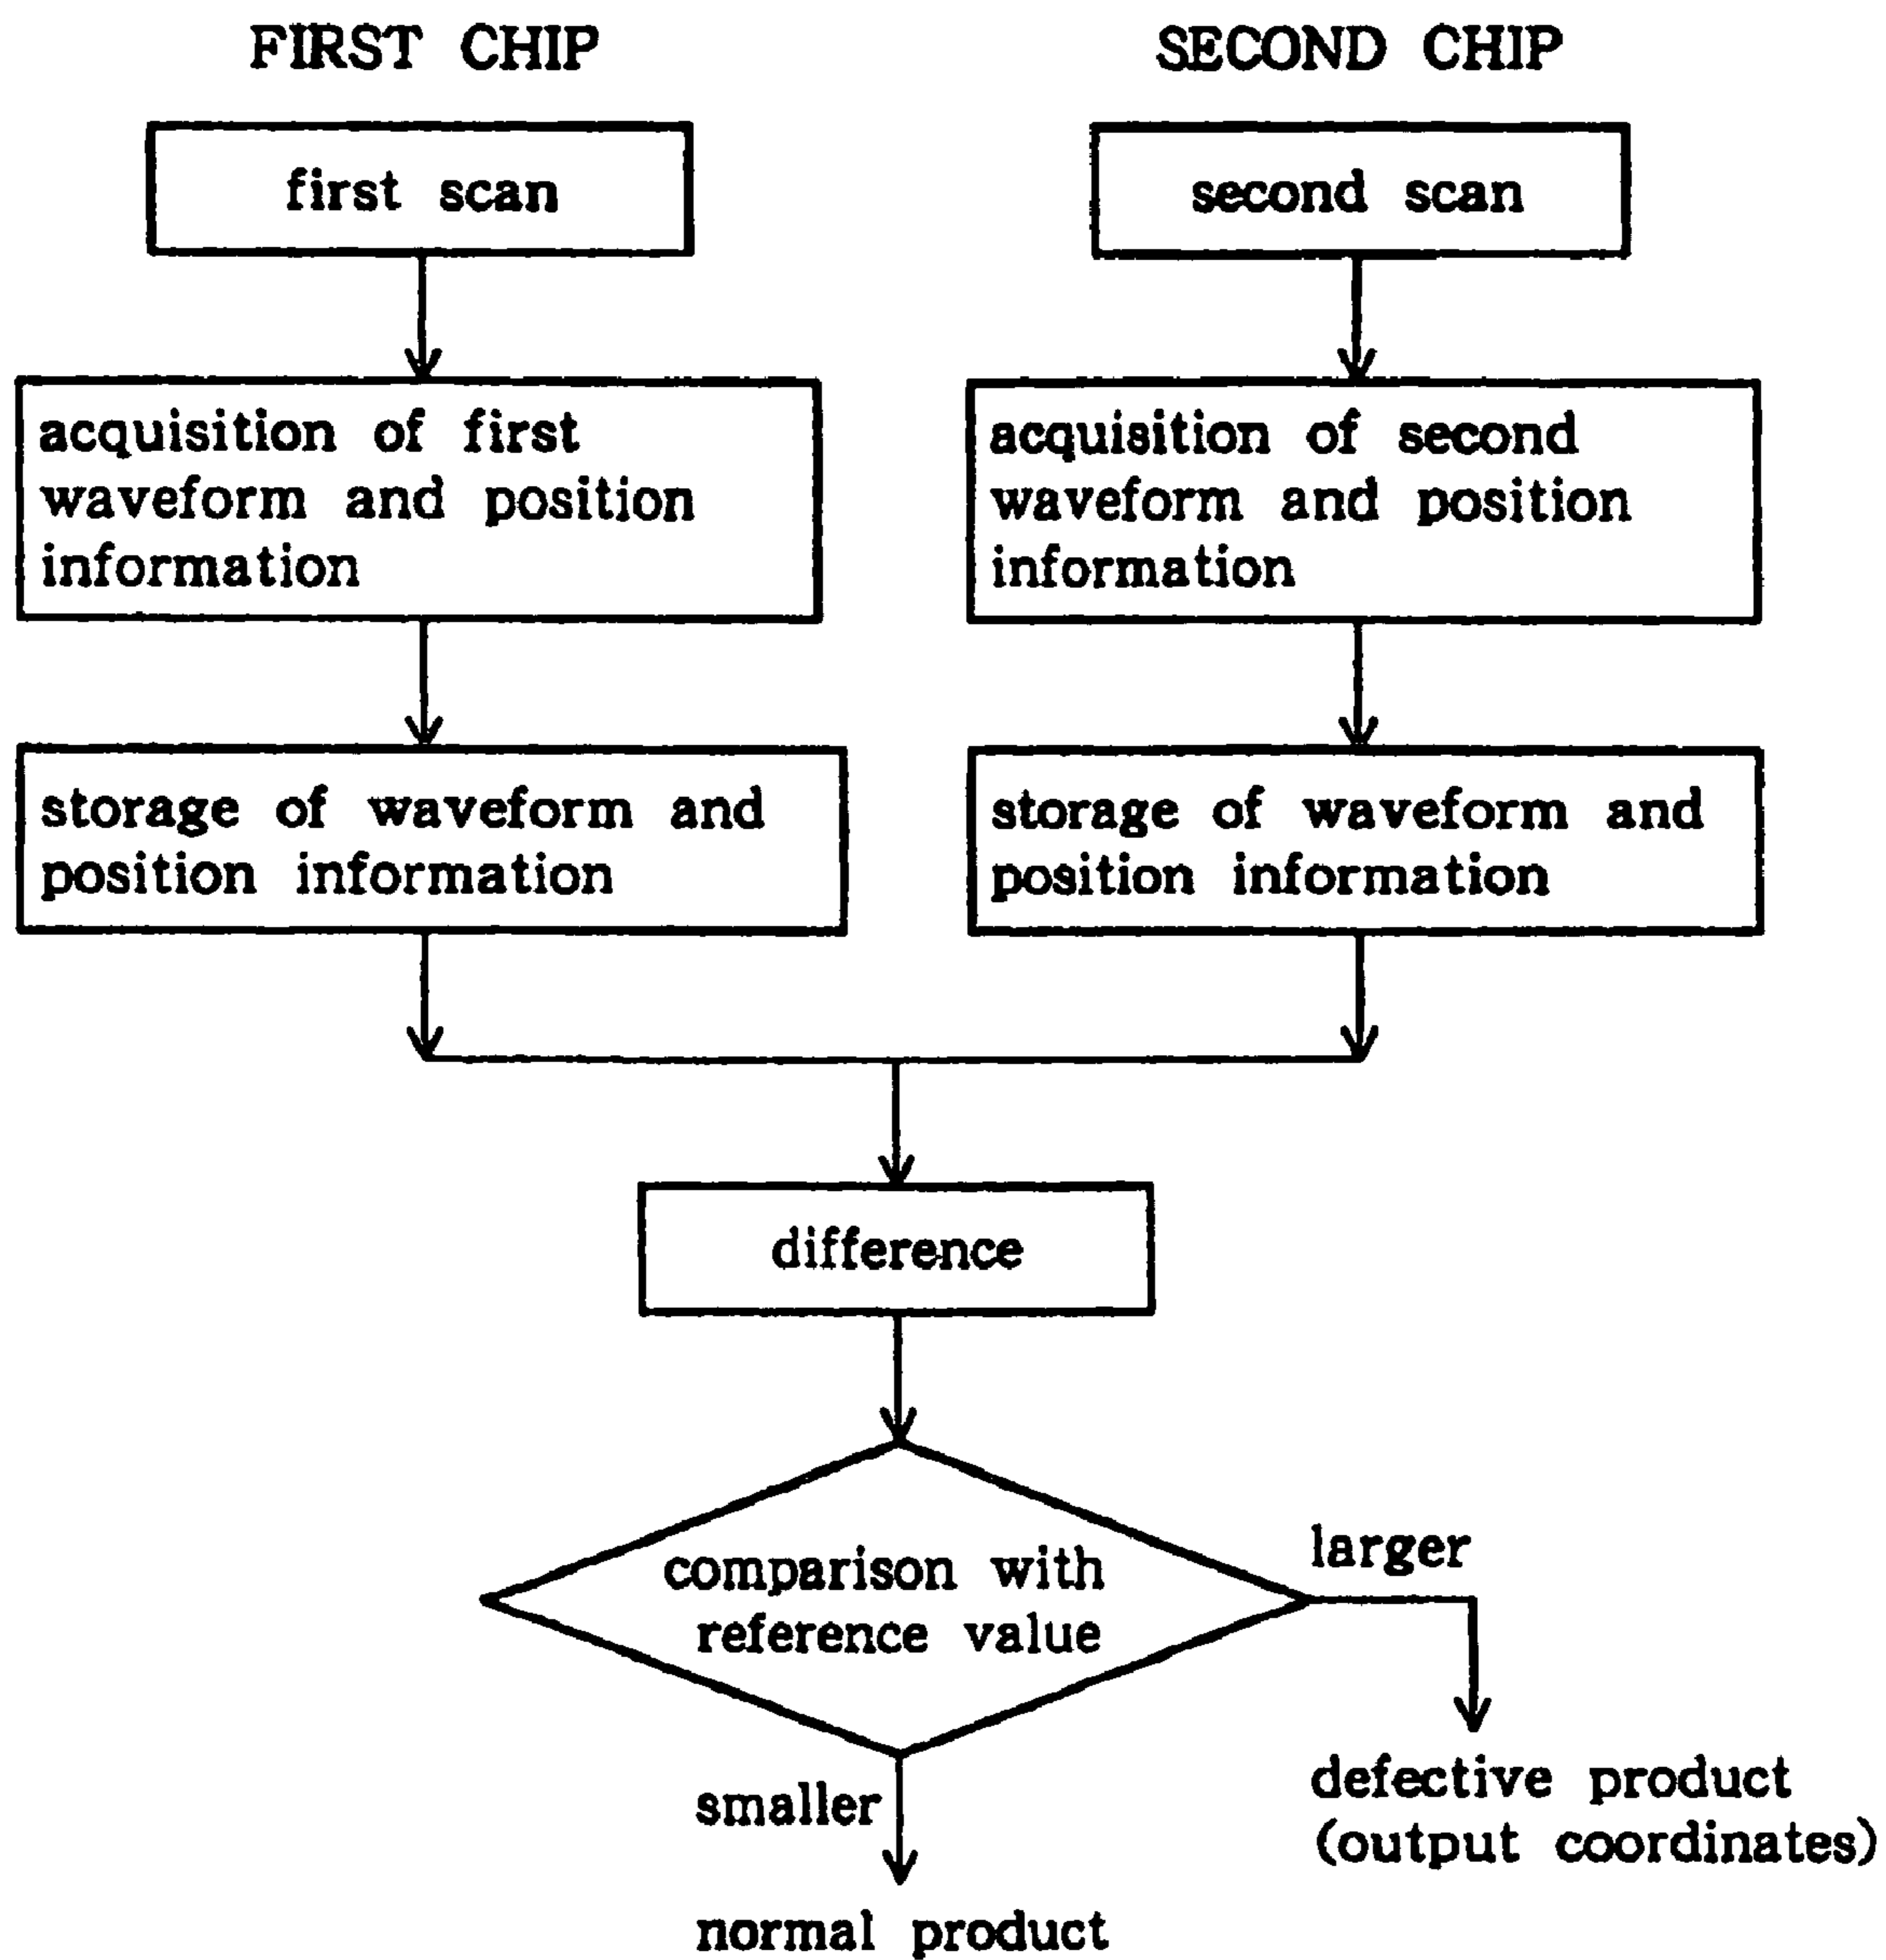 FIRST CHIP
SECOND CHIP
first scan
second scan
acquisition of first
waveform and position
information
acquisition of second
waveform and position
information
storage of waveform and
position information
storage of waveform and
position information
difference
comparison with
reference value
larger
smaller
defective product
(output coordinates)
normal product